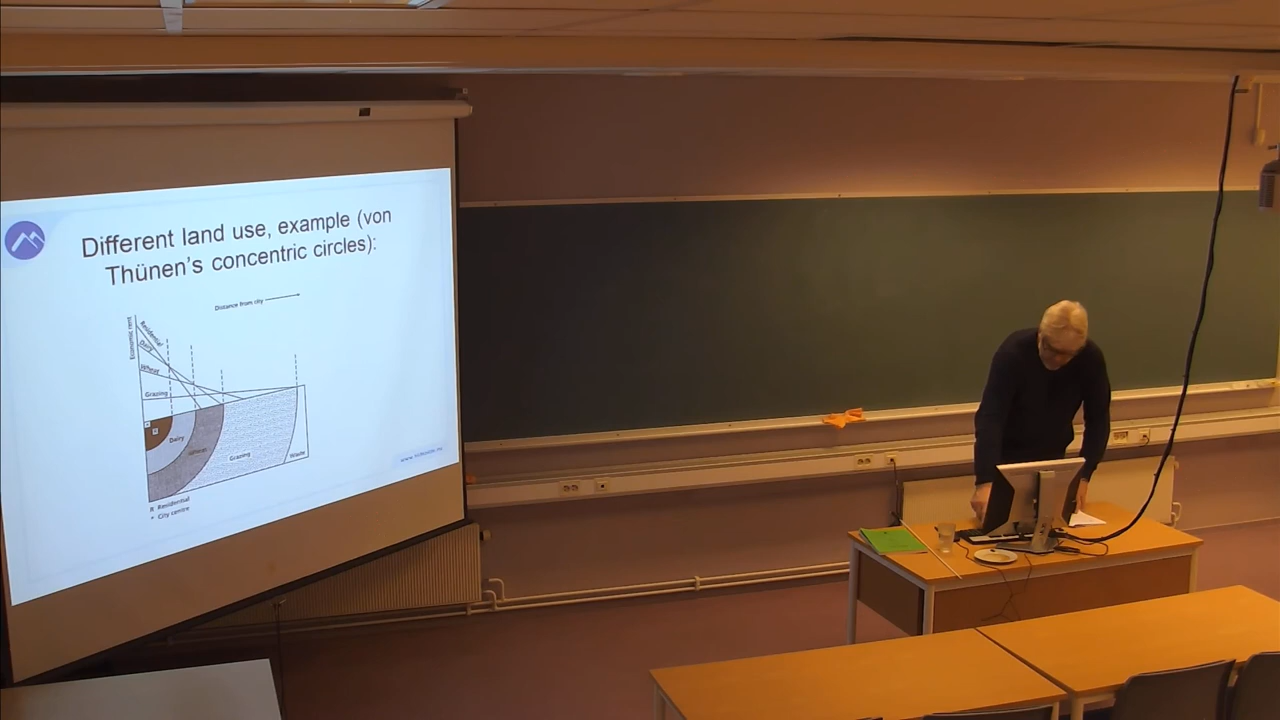 Different land use, example (von
Thünen's concentric circles):
Distance from city
Economic rent
Residential
Dairy
Wheat
Grazing
R
Dairy
Wheat
Grazing
Waste
R Residential
* City centre